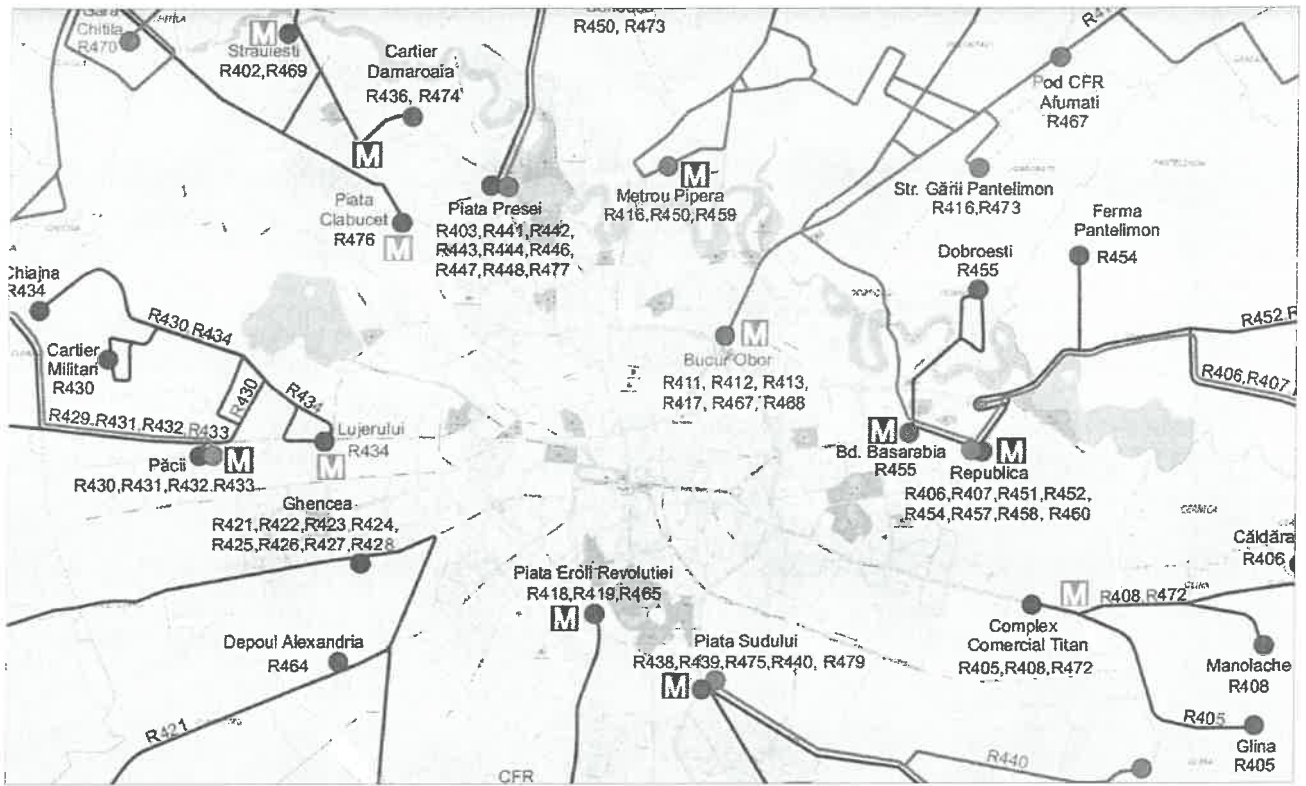 Gara
Chitila
R470
M
Straulesti
R402,R469
Cartier
Damaroaia
R436, R474
M
R450, R473
Pod CFR
Afumati
R467
Piata
Clabucet
R476
M
Piata Presei
R403,R441,R442,
R443,R444,R446,
R447,R448,R477
M
Metrou Pipera
R416,R450,R459
Str. Gării Pantelimon
R416,R473
Ferma
Pantelimon
R454
Dobroesti
R455
Chiajna
R434
R430,R434
Cartier
Militari
R430
R430
R434
R429,R431,R432,R433
Păcii
M
R430,R431,R432.R433
Lujerului
R434
M
M
Bucur Obor
R411, R412, R413,
R417, R467, R468
R452,R
R406,R407
M
Bd. Basarabia
R455
M
Republica
R406,R407,R451,R452,
R454,R457,R458, R460
CERNICA
Ghencea
R421,R422,R423,R424,
R425,R426,R427,R428
Piata Eroii Revolutiei
R418,R419,R465
M
Căldăra
R406
M
R408,R472
Complex
Comercial Titan
R405,R408,R472
Manolache
R408
Depoul Alexandria
R464
Piata Sudului
R438,R439,R475,R440, R479
M
R421
R405
Glina
R405
R440
CFR